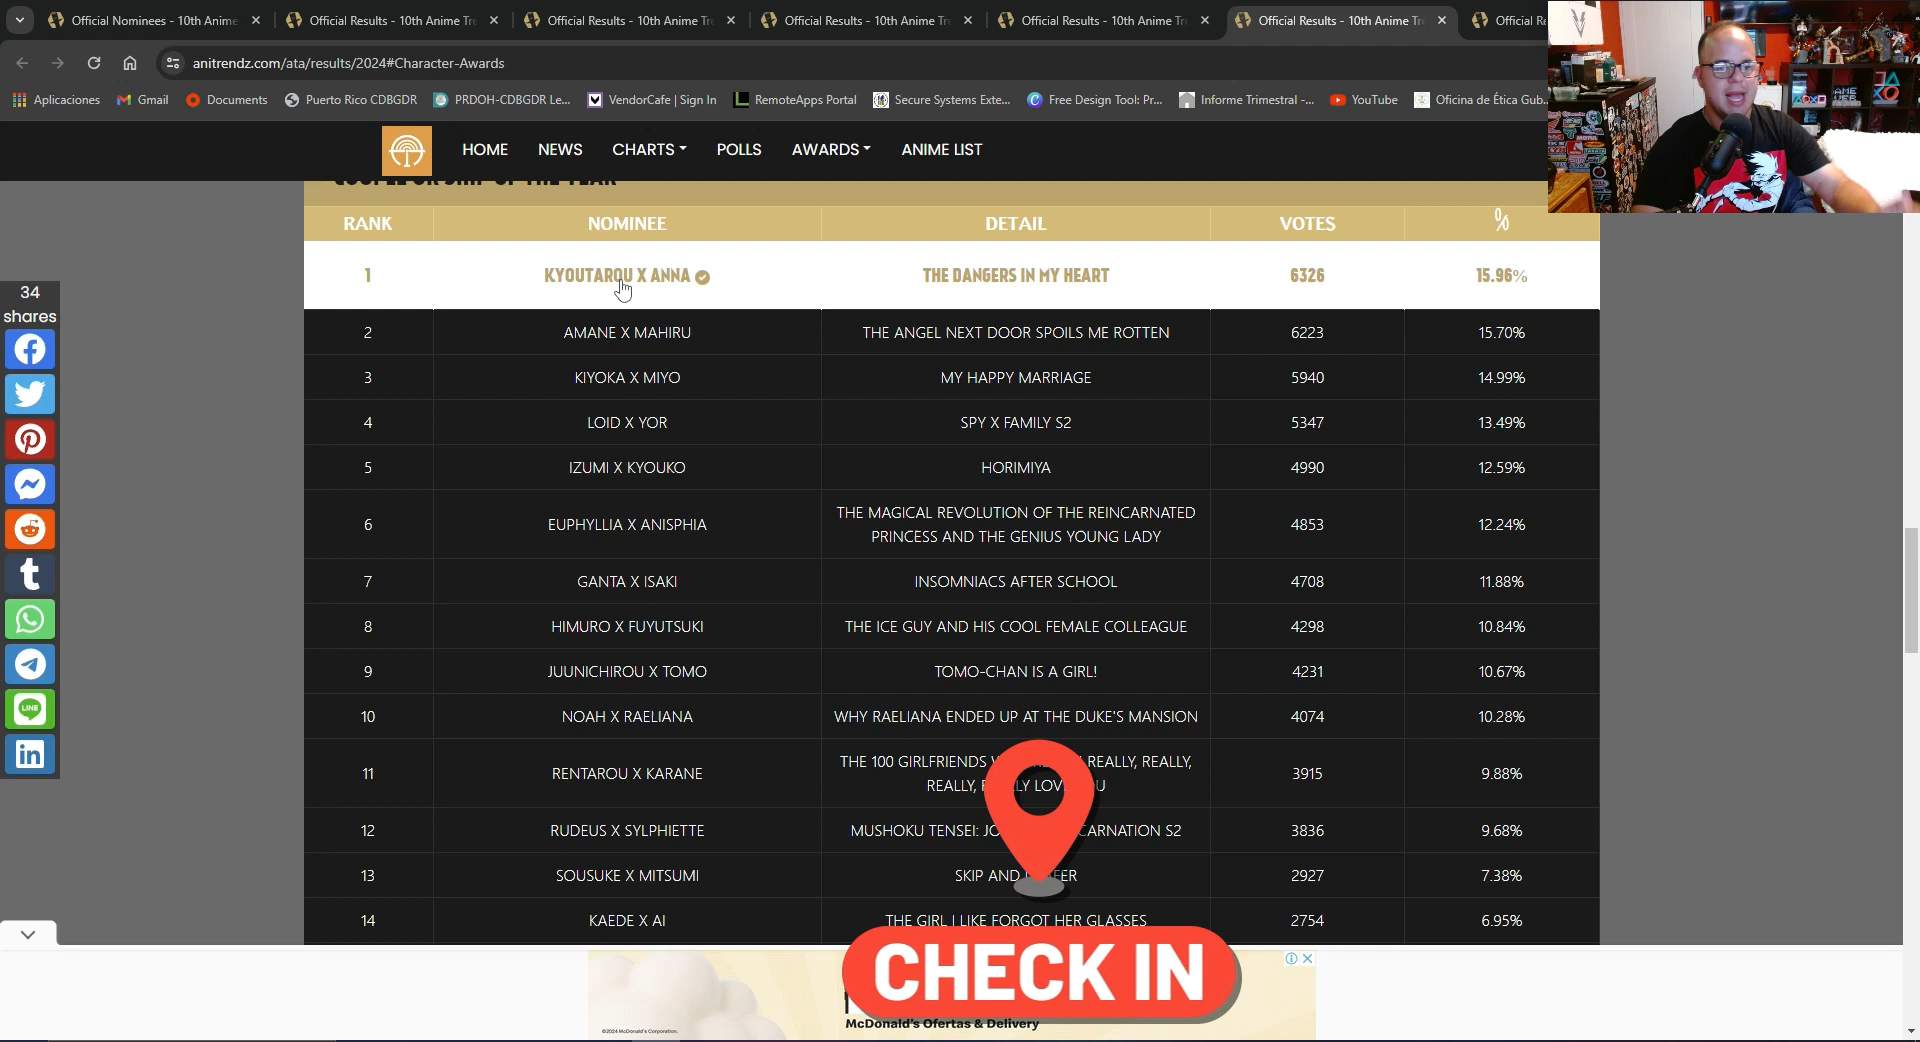 Official Nominees - 10th Anime
Official Results - 10th Anime Tr
Official Results - 10th Anime Tr
Official Results - 10th Anime Tr
Official Results - 10th Anime Tr
Official Results - 10th Anime Tr
Official Re
anitrendz.com/ata/results/2024#Character-Awards
Aplicaciones
Gmail
Documents
Puerto Rico CDBGDR
PRDOH-CDBGDR Le...
VendorCafe | Sign In
RemoteApps Portal
Secure Systems Exte...
Free Design Tool: Pr...
Informe Trimestral -...
YouTube
Oficina de Ética Gub...
HOME NEWS CHARTS POLLS AWARDS ANIME LIST
COUPLE OR SHIP OF THE YEAR
RANK NOMINEE DETAIL VOTES %
1 KYOUTAROU X ANNA THE DANGERS IN MY HEART 6326 15.96%
2 AMANE X MAHIRU THE ANGEL NEXT DOOR SPOILS ME ROTTEN 6223 15.70%
3 KIYOKA X MIYO MY HAPPY MARRIAGE 5940 14.99%
4 LOID X YOR SPY X FAMILY S2 5347 13.49%
5 IZUMI X KYOUKO HORIMIYA 4990 12.59%
6 EUPHYLLIA X ANISPHIA THE MAGICAL REVOLUTION OF THE REINCARNATED
PRINCESS AND THE GENIUS YOUNG LADY 4853 12.24%
7 GANTA X ISAKI INSOMNIACS AFTER SCHOOL 4708 11.88%
8 HIMURO X FUYUTSUKI THE ICE GUY AND HIS COOL FEMALE COLLEAGUE 4298 10.84%
9 JUUNICHIROU X TOMO TOMO-CHAN IS A GIRL! 4231 10.67%
10 NOAH X RAELIANA WHY RAELIANA ENDED UP AT THE DUKE'S MANSION 4074 10.28%
11 RENTAROU X KARANE THE 100 GIRLFRIENDS REALLY, REALLY,
REALLY, 3915 9.88%
12 RUDEUS X SYLPHIETTE MUSHOKU TENSEI: 3836 9.68%
13 SOUSUKE X MITSUMI SKIP AND 2927 7.38%
14 KAEDE X AI THE GIRL I LIKE FORGOT HER GLASSES 2754 6.95%
34
shares
LINE
CHECK IN
©2024 McDonald's Corporation.
McDonald's Ofertas & Delivery